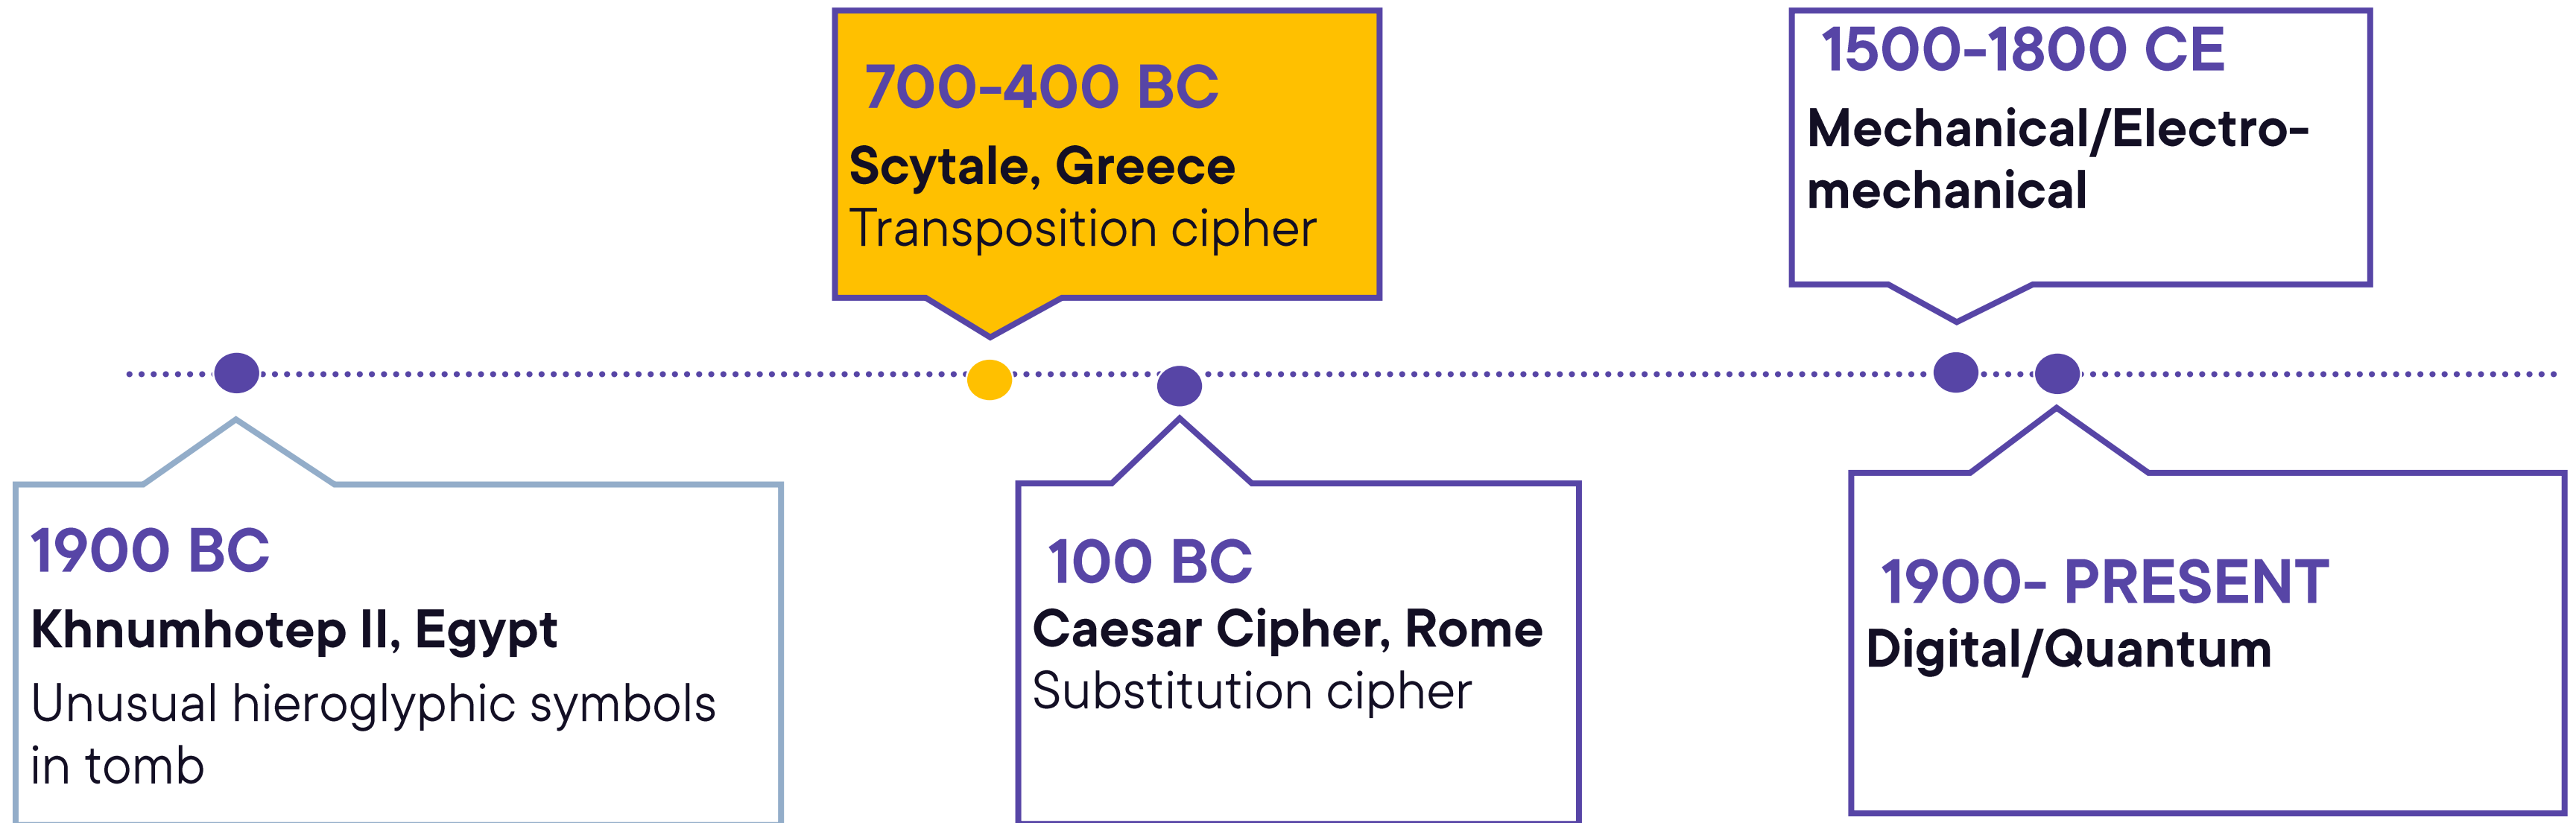 1900 BC
Khnumhotep II, Egypt
Unusual hieroglyphic symbols
in tomb
700-400 BC
Scytale, Greece
Transposition cipher
100 BC
Caesar Cipher, Rome
Substitution cipher
1500-1800 CE
Mechanical/Electro-
mechanical
1900- PRESENT
Digital/Quantum